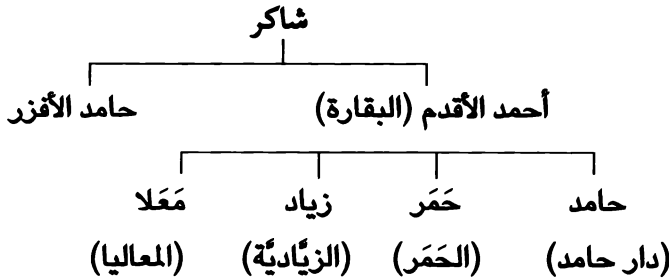 شاكر
أحمد الأقدم (البقارة) حامد الأفزر
حامد حَمَر زياد مَعَلا
(دار حامد) (الحَمَر) (الزيَّاديَّة) (المعاليا)